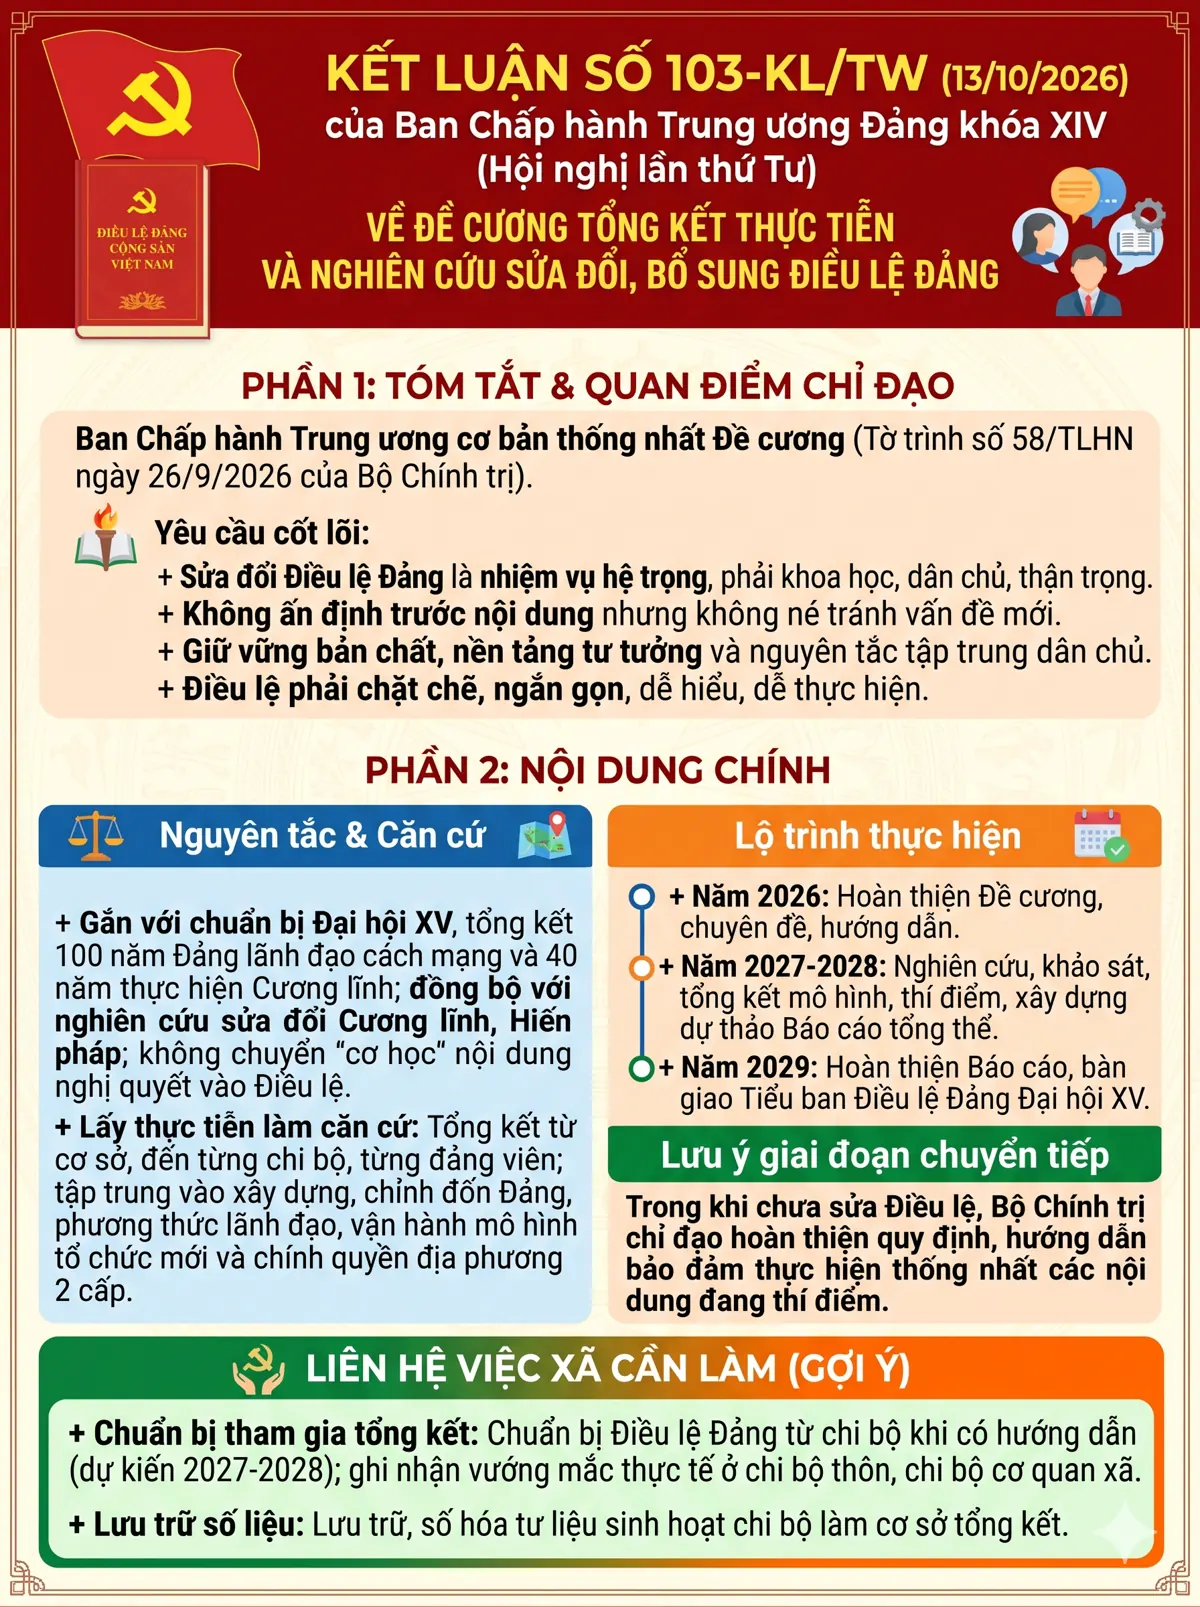 KẾT LUẬN SỐ 103-KL/TW (13/10/2026)
của Ban Chấp hành Trung ương Đảng khóa XIV
(Hội nghị lần thứ Tư)
VỀ ĐỀ CƯƠNG TỔNG KẾT THỰC TIỄN
VÀ NGHIÊN CỨU SỬA ĐỔI, BỔ SUNG ĐIỀU LỆ ĐẢNG
ĐIỀU LỆ ĐẢNG
CỘNG SẢN
VIỆT NAM
PHẦN 1: TÓM TẮT & QUAN ĐIỂM CHỈ ĐẠO
Ban Chấp hành Trung ương cơ bản thống nhất Đề cương (Tờ trình số 58/TLHN
ngày 26/9/2026 của Bộ Chính trị).
Yêu cầu cốt lõi:
+ Sửa đổi Điều lệ Đảng là nhiệm vụ hệ trọng, phải khoa học, dân chủ, thận trọng.
+ Không ấn định trước nội dung nhưng không né tránh vấn đề mới.
+ Giữ vững bản chất, nền tảng tư tưởng và nguyên tắc tập trung dân chủ.
+ Điều lệ phải chặt chẽ, ngắn gọn, dễ hiểu, dễ thực hiện.
PHẦN 2: NỘI DUNG CHÍNH
Nguyên tắc & Căn cứ
+ Gắn với chuẩn bị Đại hội XV, tổng kết
100 năm Đảng lãnh đạo cách mạng và 40
năm thực hiện Cương lĩnh; đồng bộ với
nghiên cứu sửa đổi Cương lĩnh, Hiến
pháp; không chuyển "cơ học" nội dung
nghị quyết vào Điều lệ.
+ Lấy thực tiễn làm căn cứ: Tổng kết từ
cơ sở, đến từng chi bộ, từng đảng viên;
tập trung vào xây dựng, chỉnh đốn Đảng,
phương thức lãnh đạo, vận hành mô hình
tổ chức mới và chính quyền địa phương
2 cấp.
Lộ trình thực hiện
+ Năm 2026: Hoàn thiện Đề cương,
chuyên đề, hướng dẫn.
+ Năm 2027-2028: Nghiên cứu, khảo sát,
tổng kết mô hình, thí điểm, xây dựng
dự thảo Báo cáo tổng thể.
+ Năm 2029: Hoàn thiện Báo cáo, bàn
giao Tiểu ban Điều lệ Đảng Đại hội XV.
Lưu ý giai đoạn chuyển tiếp
Trong khi chưa sửa Điều lệ, Bộ Chính trị
chỉ đạo hoàn thiện quy định, hướng dẫn
bảo đảm thực hiện thống nhất các nội
dung đang thí điểm.
LIÊN HỆ VIỆC XÃ CẦN LÀM (GỢI Ý)
+ Chuẩn bị tham gia tổng kết: Chuẩn bị Điều lệ Đảng từ chi bộ khi có hướng dẫn
(dự kiến 2027-2028); ghi nhận vướng mắc thực tế ở chi bộ thôn, chi bộ cơ quan xã.
+ Lưu trữ số liệu: Lưu trữ, số hóa tư liệu sinh hoạt chi bộ làm cơ sở tổng kết.